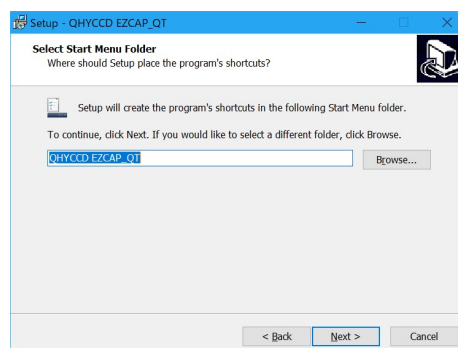 Setup - QHYCCD EZCAP_QT
Select Start Menu Folder
Where should Setup place the program's shortcuts?
Setup will create the program's shortcuts in the following Start Menu folder.
To continue, click Next. If you would like to select a different folder, click Browse.
QHYCCD EZCAP_QT
Browse...
< Back
Next >
Cancel